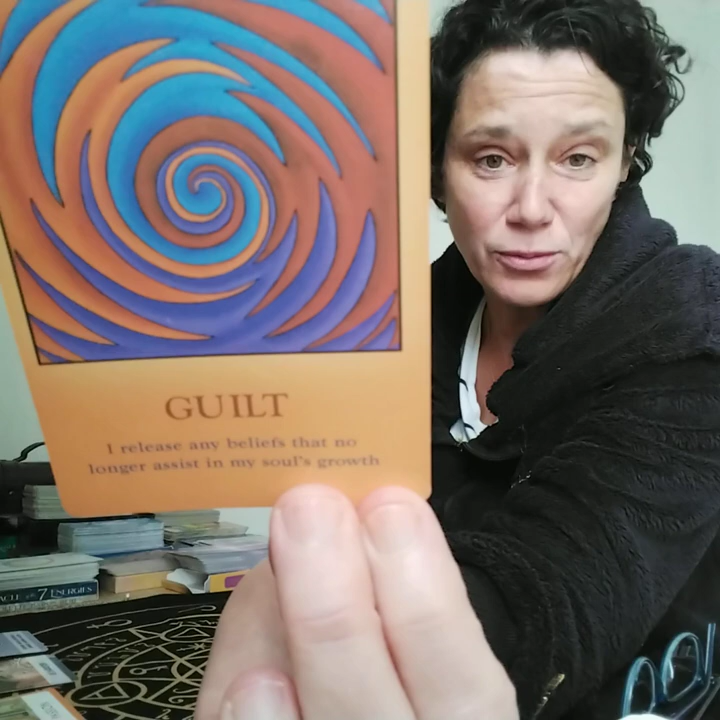 GUILT
I release any beliefs that no
longer assist in my soul's growth
7 ENERGIES